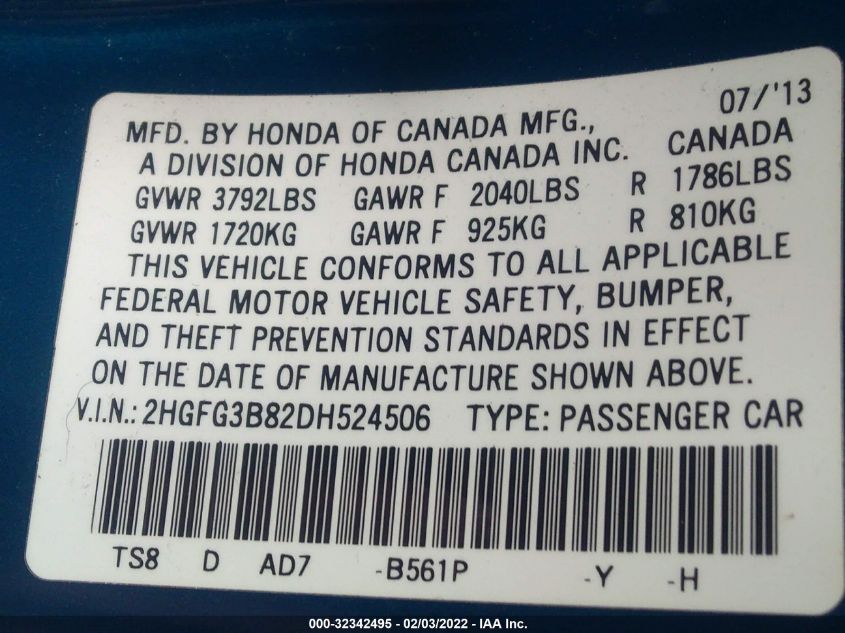 07/'13
MFD. BY HONDA OF CANADA MFG.,
A DIVISION OF HONDA CANADA INC. CANADA
GVWR 3792LBS GAWR F 2040LBS R 1786LBS
GVWR 1720KG GAWR F 925KG R 810KG
THIS VEHICLE CONFORMS TO ALL APPLICABLE
FEDERAL MOTOR VEHICLE SAFETY, BUMPER,
AND THEFT PREVENTION STANDARDS IN EFFECT
ON THE DATE OF MANUFACTURE SHOWN ABOVE.
V.I.N.: 2HGFG3B82DH524506 TYPE: PASSENGER CAR
TS8 D AD7 -B561P -Y -H
000-32342495 - 02/03/2022 - IAA Inc.